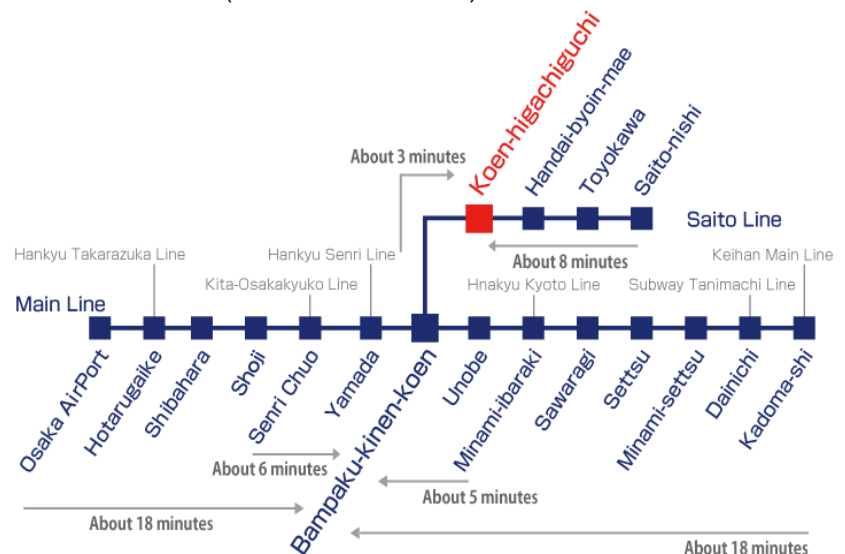 Koen-higachiguchi
Handai-byoin-mae
Toyokawa
Saito-nishi
About 3 minutes
Saito Line
About 8 minutes
Hankyu Takarazuka Line
Hankyu Senri Line
Keihan Main Line
Kita-Osakakyuko Line
Hnakyu Kyoto Line
Subway Tanimachi Line
Main Line
Osaka AirPort
Hotarugaike
Shibahara
Shoji
Senri Chuo
Yamada
Bampaku-kinen-koen
Unobe
Minami-ibaraki
Sawaragi
Settsu
Minami-settsu
Dainichi
Kadoma-shi
About 6 minutes
About 5 minutes
About 18 minutes
About 18 minutes